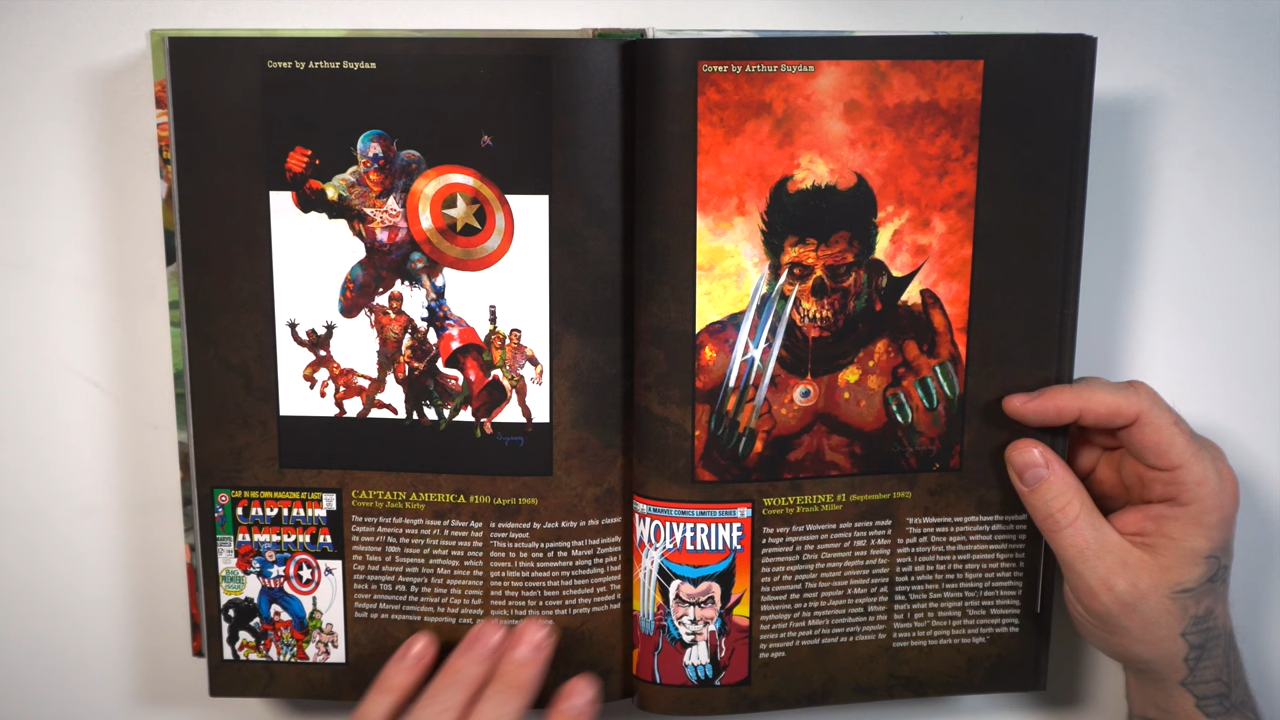 Cover by Arthur Suydam
CAPTAIN AMERICA #100 (April 1968)
Cover by Jack Kirby
The very first full-length issue of Silver Age
Captain America was not #1. It never had
its own #1! No, the very first issue was the
milestone 100th issue of what was once
the Tales of Suspense anthology, which
Cap had shared with Iron Man since the
star-spangled Avenger's first appearance
back in TOS #59. By the time this comic
cover announced the arrival of Cap to full-
fledged Marvel comicdom, he had already
built up an expansive supporting cast, as
is evidenced by Jack Kirby in this classic
cover layout.
"This is actually a painting that I had initially
done to be one of the Marvel Zombies
covers. I think somewhere along the pike I
got a little bit ahead on my scheduling. I had
one or two covers that had been completed
and they hadn't been scheduled yet. The
need arose for a cover and they needed it
quick; I had this one that I pretty much had
all painted
CAP. IN HIS OWN MAGAZINE AT LAST!
CAPTAIN
AMERICA
BIG
PREMIERE
ISSUE!
Cover by Arthur Suydam
WOLVERINE #1 (September 1982)
Cover by Frank Miller
The very first Wolverine solo series made
a huge impression on comics fans when it
premiered in the summer of 1982. X-Men
übermensch Chris Claremont was feeling
his oats exploring the many depths and fac-
ets of the popular mutant universe under
his command. This four-issue limited series
followed the most popular X-Man of all,
Wolverine, on a trip to Japan to explore the
mythology of his mysterious roots. White-
hot artist Frank Miller's contribution to this
series at the peak of his own early popular-
ity ensured it would stand as a classic for
the ages.
"If it's Wolverine, we gotta have the eyeball!
"This one was a particularly difficult one
to pull off. Once again, without coming up
with a story first, the illustration would never
work. I could have a well-painted figure but
it will still be flat if the story is not there. It
took a while for me to figure out what the
story was here. I was thinking of something
like, 'Uncle Sam Wants You'; I don't know if
that's what the original artist was thinking,
but I got to thinking "Uncle Wolverine
Wants You!" Once I got that concept going,
it was a lot of going back and forth with the
cover being too dark or too light."
A MARVEL COMICS LIMITED SERIES
WOLVERINE